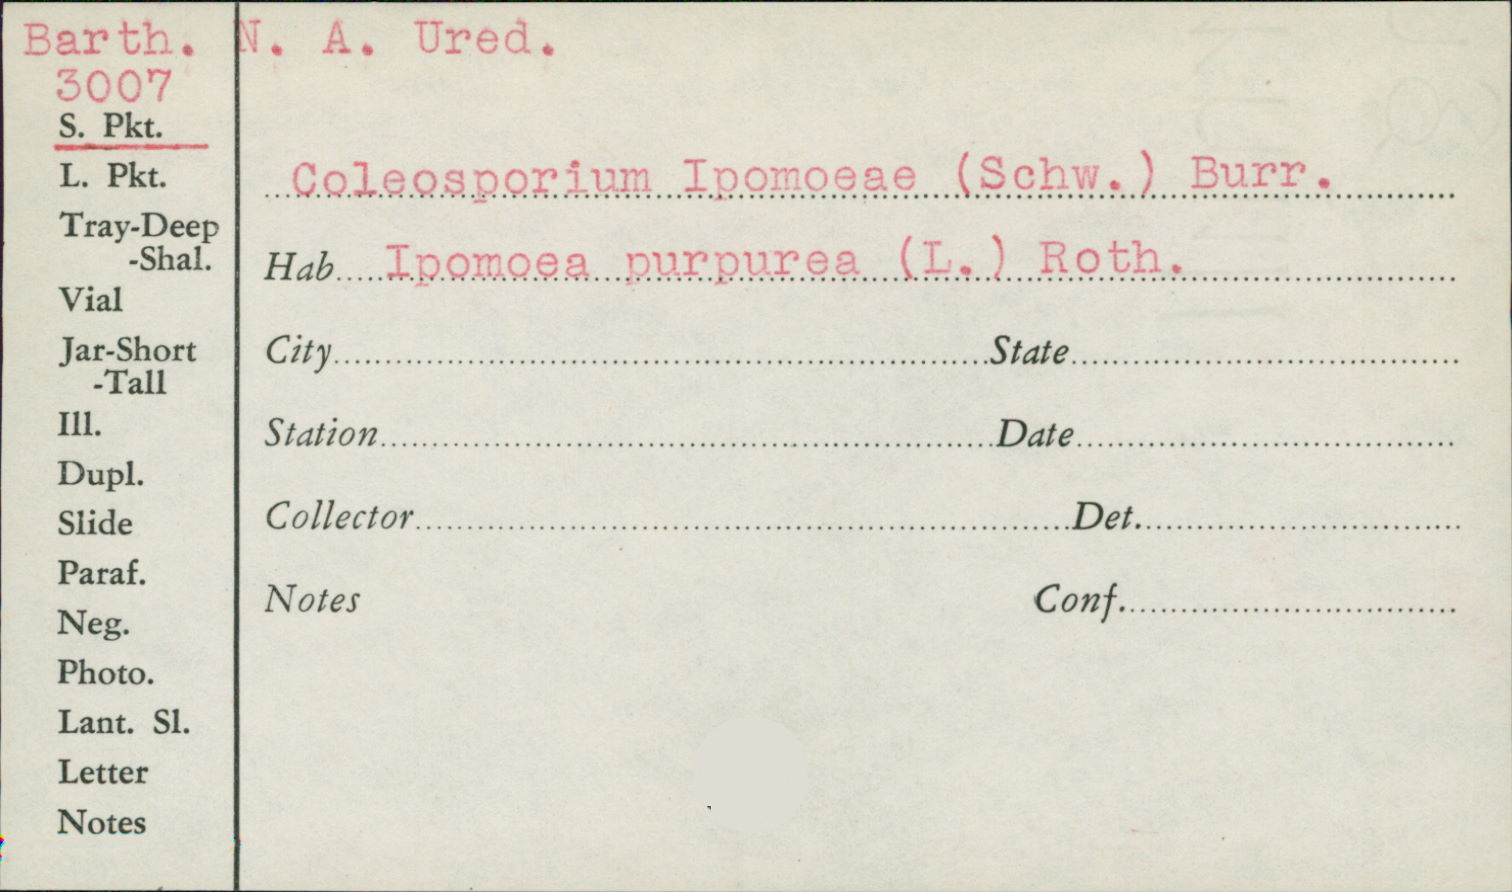 Barth. N. A. Ured.
3007
S. Pkt.
L. Pkt.
Tray-Deep
-Shal.
Vial
Jar-Short
-Tall
Ill.
Dupl.
Slide
Paraf.
Neg.
Photo.
Lant. Sl.
Letter
Notes
Coleosporium Ipomoeae (Schw.) Burr.
Hab. Ipomoea purpurea (L.) Roth.
City State
Station Date
Collector Det.
Notes Conf.